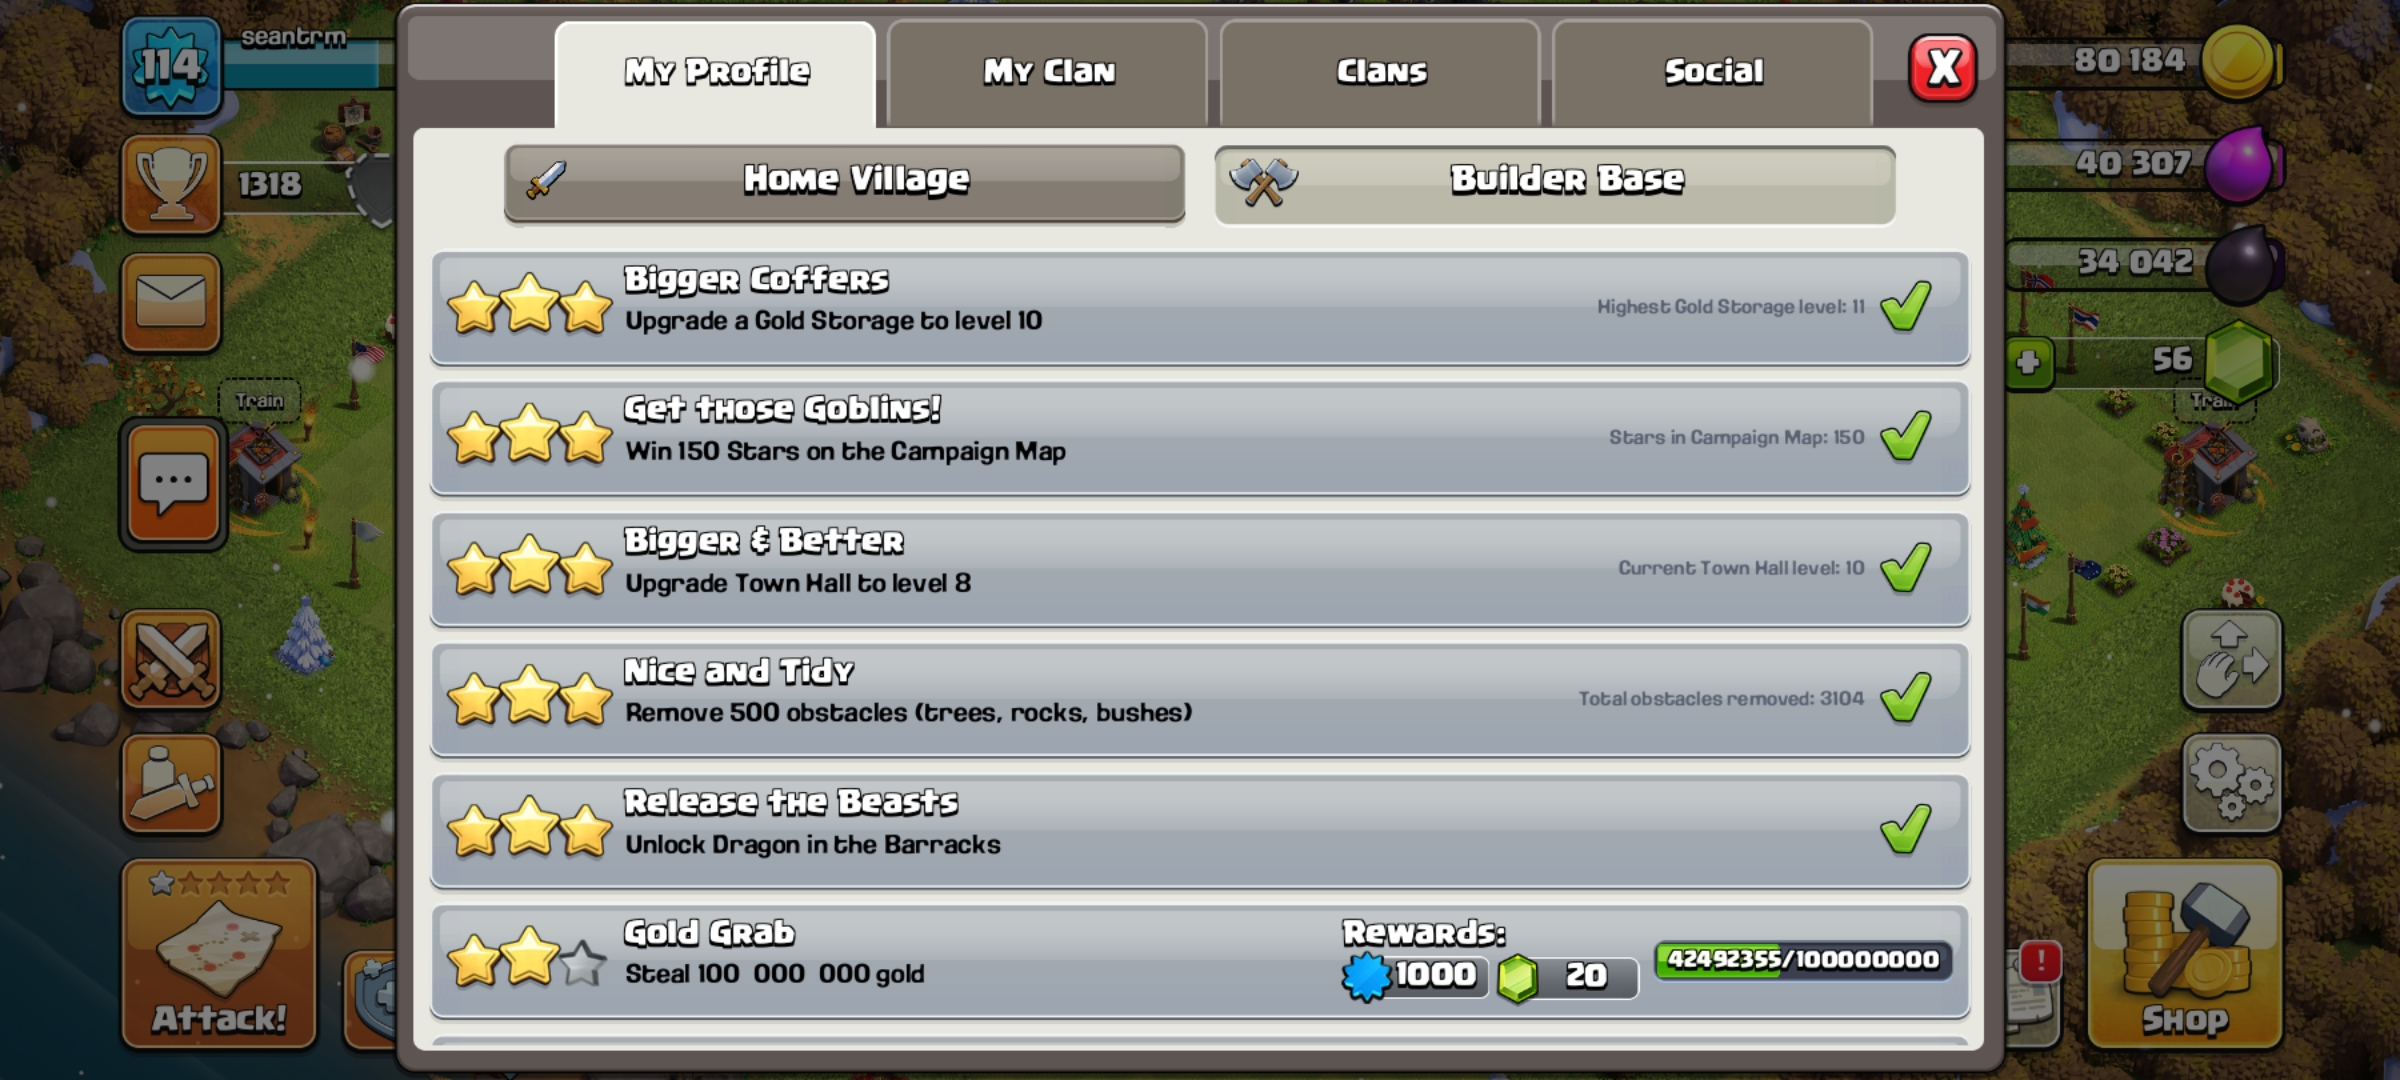 114
seantrm
My Profile
My Clan
Clans
Social
X
80 184
1318
Home Village
Builder Base
40 307
Bigger Coffers
Upgrade a Gold Storage to level 10
Highest Gold Storage level: 11
34 042
56
Train
Get those Goblins!
Win 150 Stars on the Campaign Map
Stars in Campaign Map: 150
Bigger & Better
Upgrade Town Hall to level 8
Current Town Hall level: 10
Nice and Tidy
Remove 500 obstacles (trees, rocks, bushes)
Total obstacles removed: 3104
Release the Beasts
Unlock Dragon in the Barracks
Gold Grab
Steal 100 000 000 gold
Rewards:
1000
20
42492355/100000000
!
Attack!
Shop